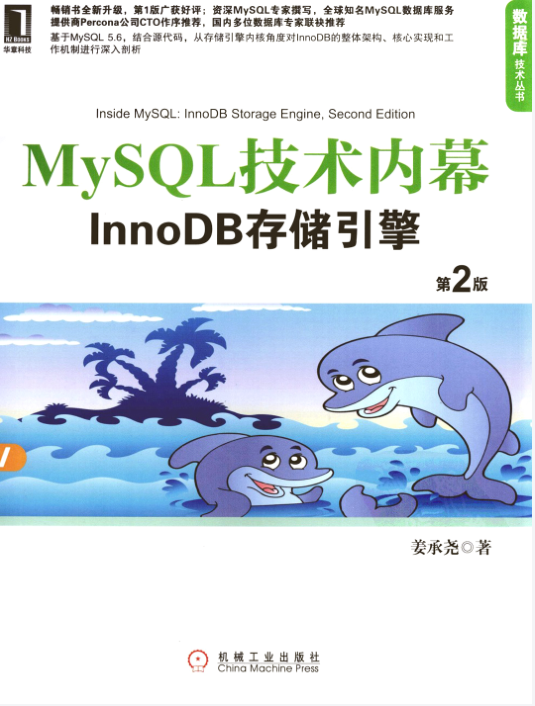 HZ Books
华章科技
畅销书全新升级，第1版广获好评；资深MySQL专家撰写，全球知名MySQL数据库服务
提供商Percona公司CTO作序推荐，国内多位数据库专家联袂推荐
基于MySQL 5.6，结合源代码，从存储引擎内核角度对InnoDB的整体架构、核心实现和工
作机制进行深入剖析
数据库
技术丛书
Inside MySQL: InnoDB Storage Engine, Second Edition
MySQL技术内幕
InnoDB存储引擎
第2版
姜承尧◎著
机械工业出版社
China Machine Press